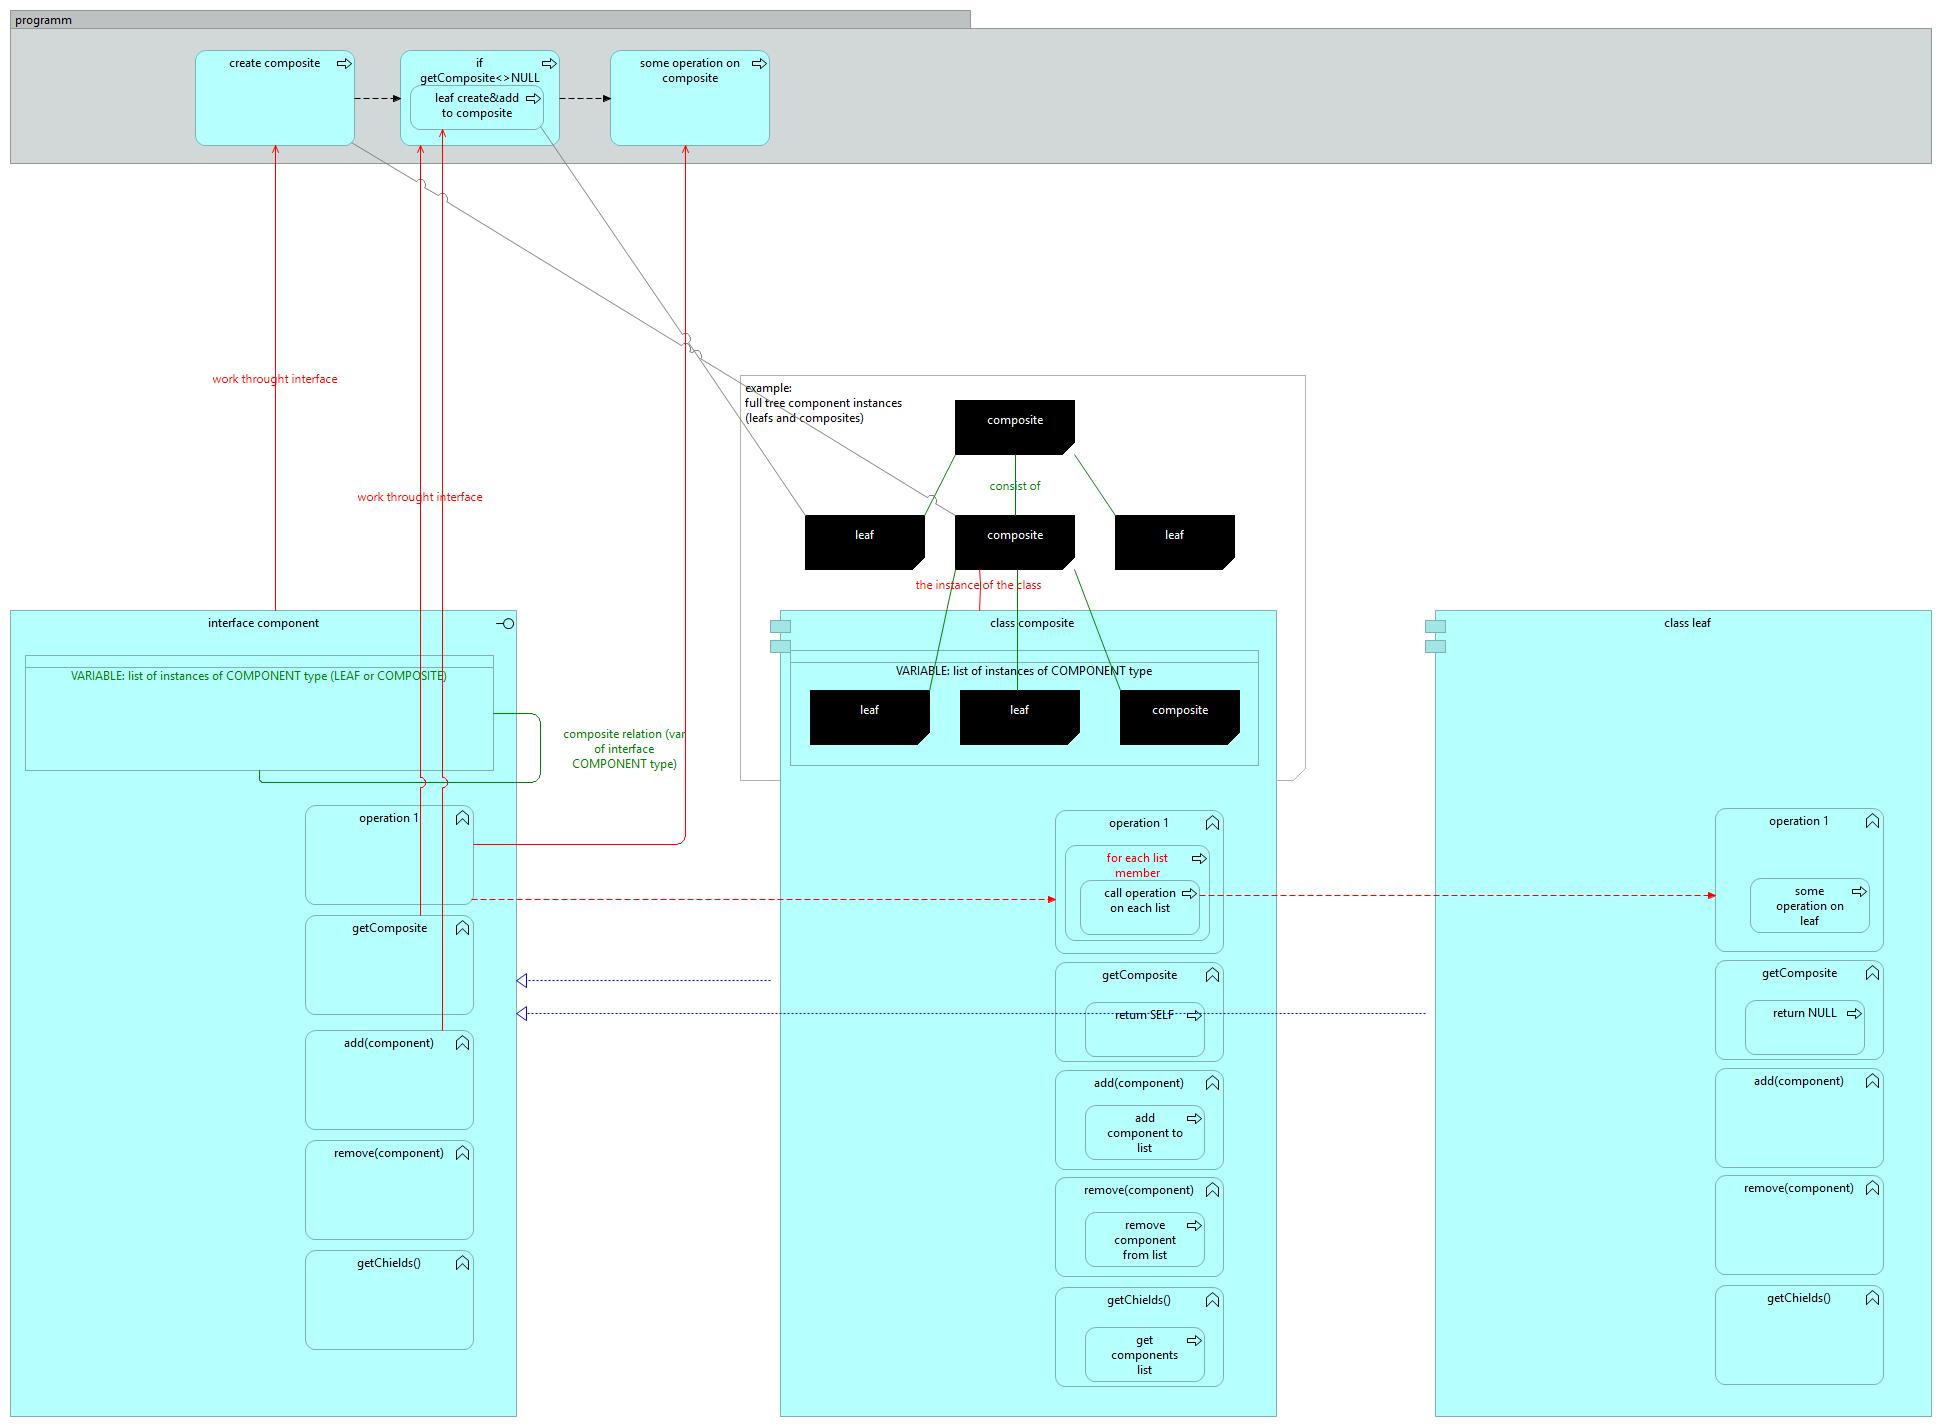 programm
create composite
if
getComposite<>NULL
leaf create&add
to composite
some operation on
composite
work throught interface
work throught interface
example:
full tree component instances
(leafs and composites)
composite
consist of
leaf
composite
leaf
the instance of the class
interface component
VARIABLE: list of instances of COMPONENT type (LEAF or COMPOSITE)
composite relation (var
of interface
COMPONENT type)
operation 1
getComposite
add(component)
remove(component)
getChields()
class composite
VARIABLE: list of instances of COMPONENT type
leaf
leaf
composite
operation 1
for each list
member
call operation
on each list
getComposite
return SELF
add(component)
add
component to
list
remove(component)
remove
component
from list
getChields()
get
components
list
class leaf
operation 1
some
operation on
leaf
getComposite
return NULL
add(component)
remove(component)
getChields()